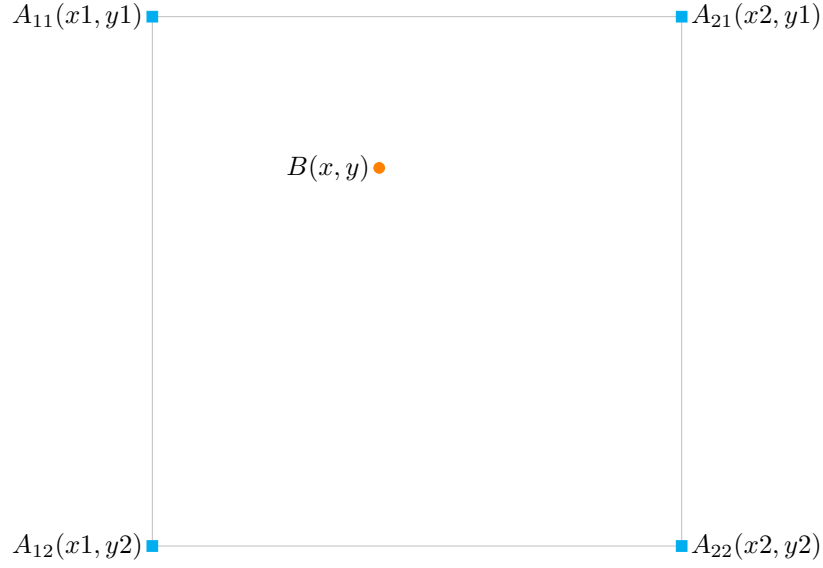 A₁₁(x1, y1)
A₂₁(x2, y1)
B(x, y)
A₁₂(x1, y2)
A₂₂(x2, y2)